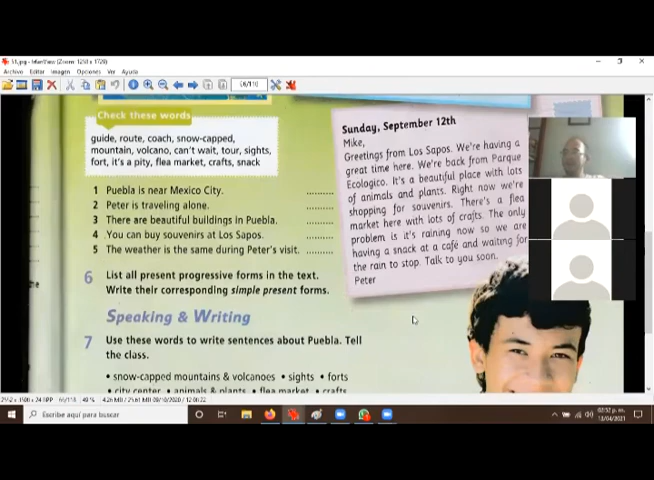 Archivo Editar Imagen Opciones Ver Ayuda
Check these words
guide, route, coach, snow-capped,
mountain, volcano, can't wait, tour, sights,
fort, it's a pity, flea market, crafts, snack
1 Puebla is near Mexico City. ..........
2 Peter is traveling alone. ..........
3 There are beautiful buildings in Puebla. ..........
4 .You can buy souvenirs at Los Sapos. ..........
5 The weather is the same during Peter's visit. ..........
6 List all present progressive forms in the text.
Write their corresponding simple present forms.
Speaking & Writing
7 Use these words to write sentences about Puebla. Tell
the class.
• snow-capped mountains & volcanoes • sights • forts
• city center • animals & plants • flea market • crafts
Sunday, September 12th
Mike,
Greetings from Los Sapos. We're having a
great time here. We're back from Parque
Ecologico. It's a beautiful place with lots
of animals and plants. Right now we're
shopping for souvenirs. There's a flea
market here with lots of crafts. The only
problem is it's raining now so we are
having a snack at a café and waiting for
the rain to stop. Talk to you soon.
Peter
Escribe aquí para buscar